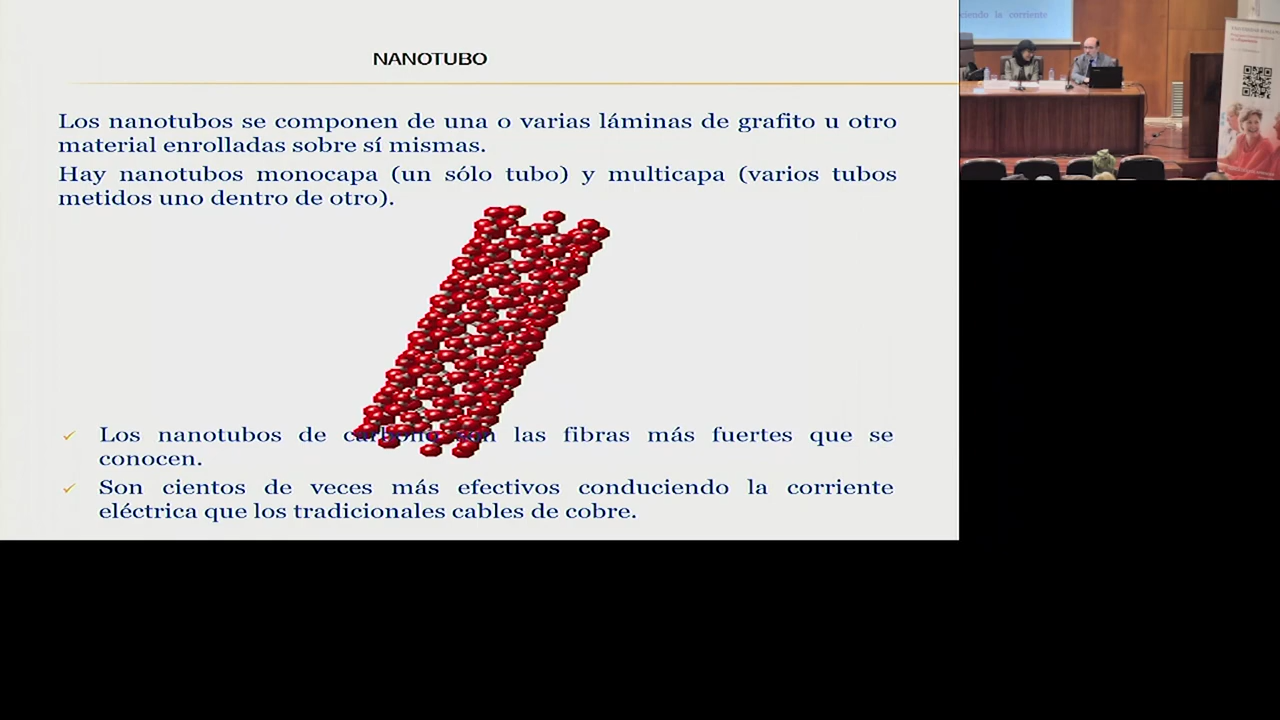 NANOTUBO
Los nanotubos se componen de una o varias láminas de grafito u otro
material enrolladas sobre sí mismas.
Hay nanotubos monocapa (un sólo tubo) y multicapa (varios tubos
metidos uno dentro de otro).
Los nanotubos de carbono son las fibras más fuertes que se
conocen.
Son cientos de veces más efectivos conduciendo la corriente
eléctrica que los tradicionales cables de cobre.
la corriente